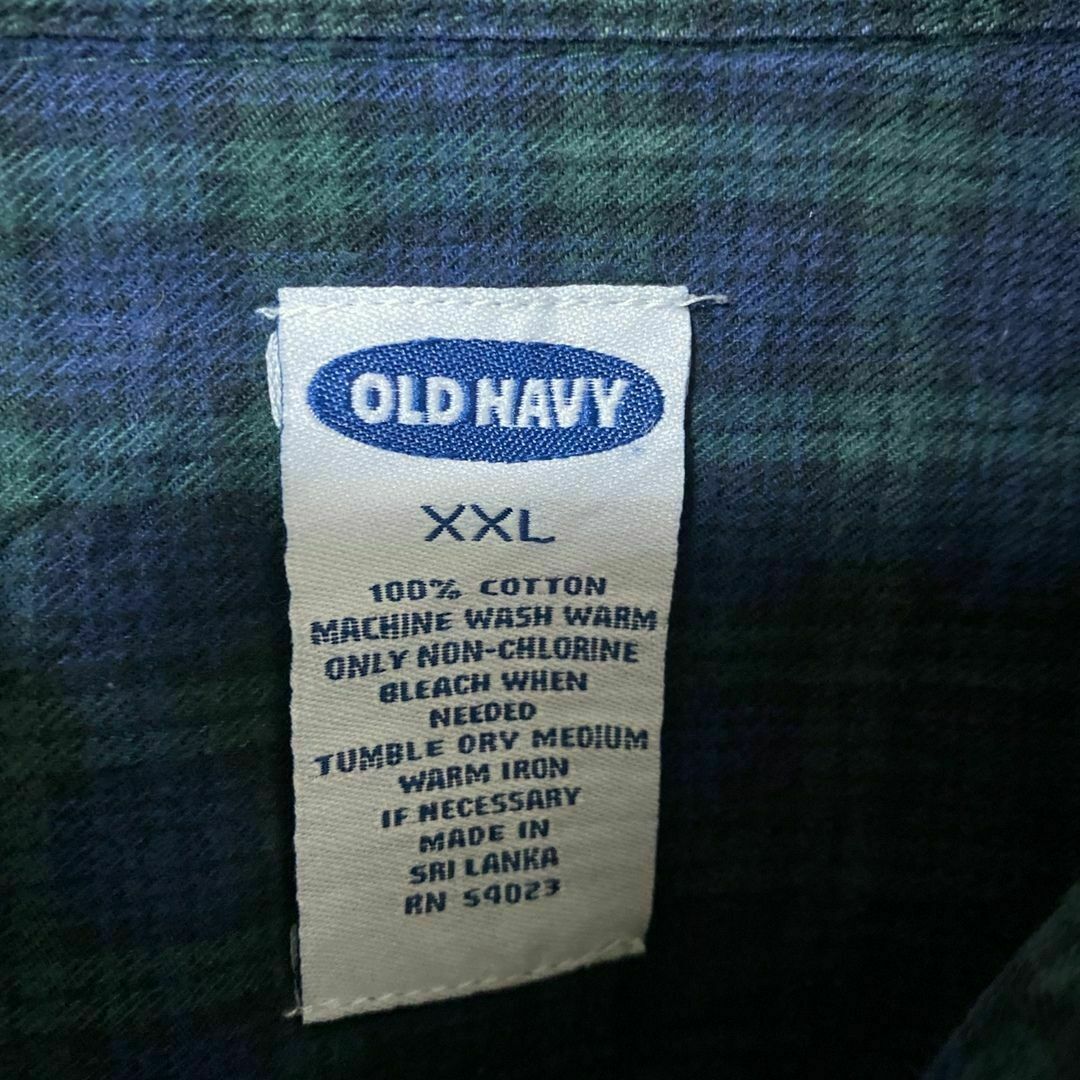 OLD NAVY
XXL
100% COTTON
MACHINE WASH WARM
ONLY NON-CHLORINE
BLEACH WHEN
NEEDED
TUMBLE DRY MEDIUM
WARM IRON
IF NECESSARY
MADE IN
SRI LANKA
RN 54023